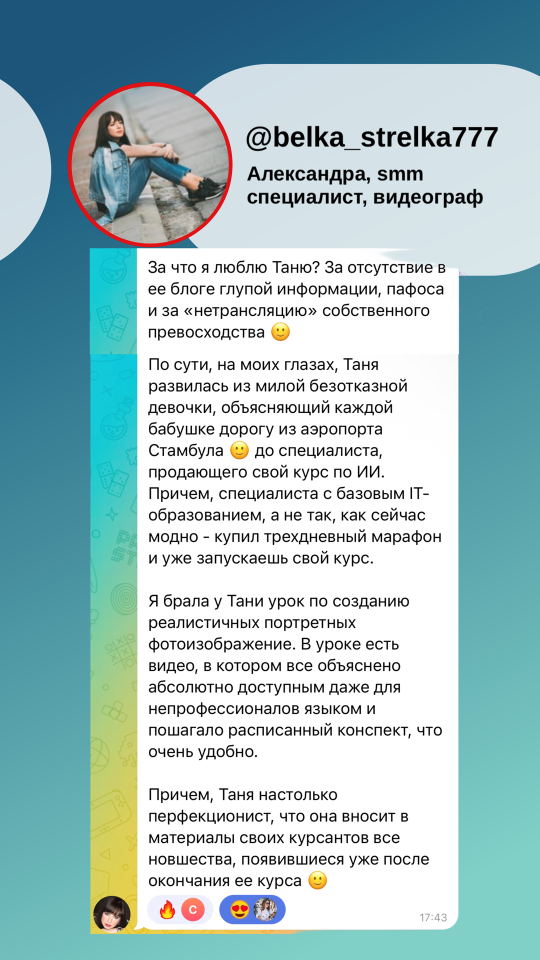 @belka_strelka777
Александра, smm
специалист, видеограф
За что я люблю Таню? За отсутствие в
ее блоге глупой информации, пафоса
и за «нетрансляцию» собственного
превосходства 🙂
По сути, на моих глазах, Таня
развилась из милой безотказной
девочки, объясняющий каждой
бабушке дорогу из аэропорта
Стамбула 🙂 до специалиста,
продающего свой курс по ИИ.
Причем, специалиста с базовым IT-
образованием, а не так, как сейчас
модно - купил трехдневный марафон
и уже запускаешь свой курс.
Я брала у Тани урок по созданию
реалистичных портретных
фотоизображение. В уроке есть
видео, в котором все объяснено
абсолютно доступным даже для
непрофессионалов языком и
пошагало расписанный конспект, что
очень удобно.
Причем, Таня настолько
перфекционист, что она вносит в
материалы своих курсантов все
новшества, появившиеся уже после
окончания ее курса 🙂
🔥 C 😍
17:43